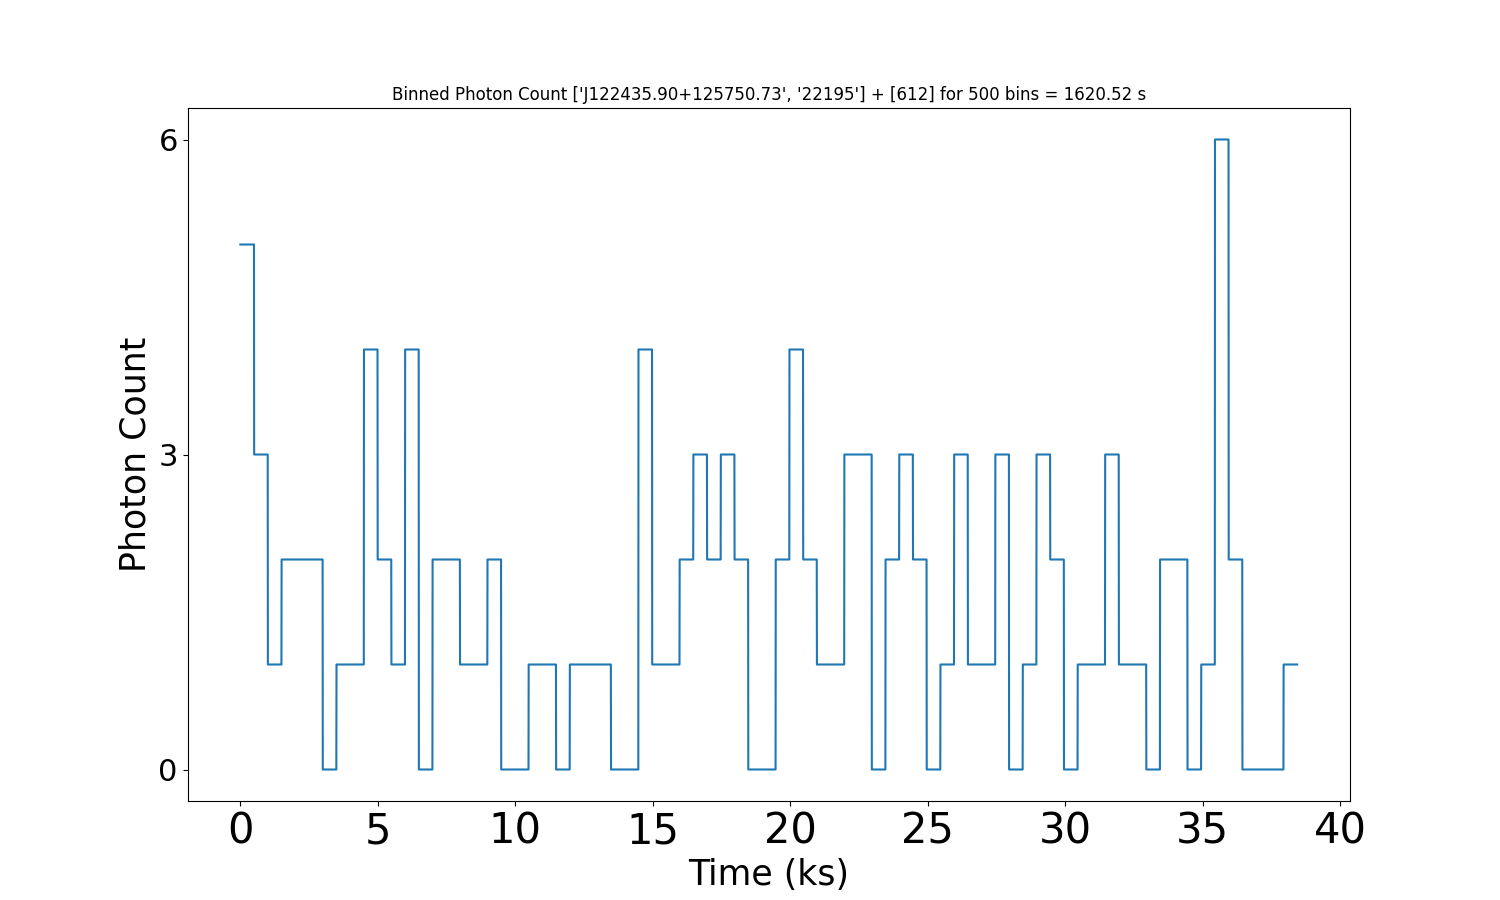 Binned Photon Count ['J122435.90+125750.73', '22195'] + [612] for 500 bins = 1620.52 s
6
3
0
Photon Count
0 5 10 15 20 25 30 35 40
Time (ks)